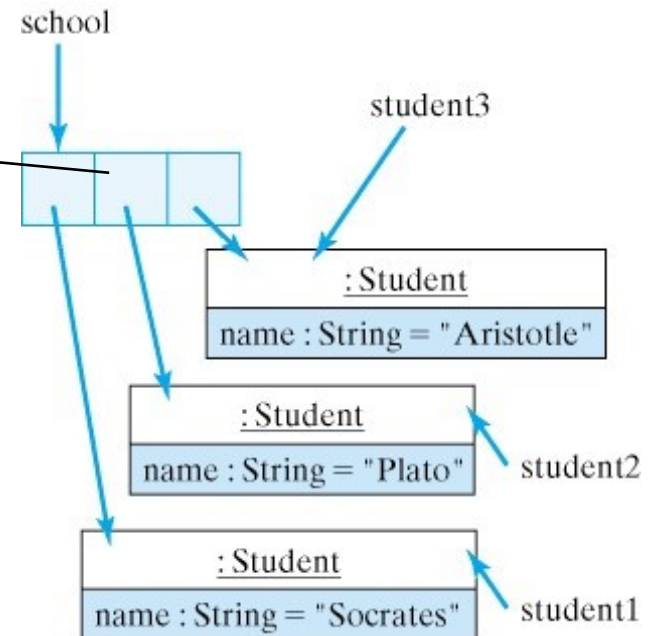 school
student3
: Student
name : String = "Aristotle"
: Student
name : String = "Plato"
student2
: Student
name : String = "Socrates"
student1